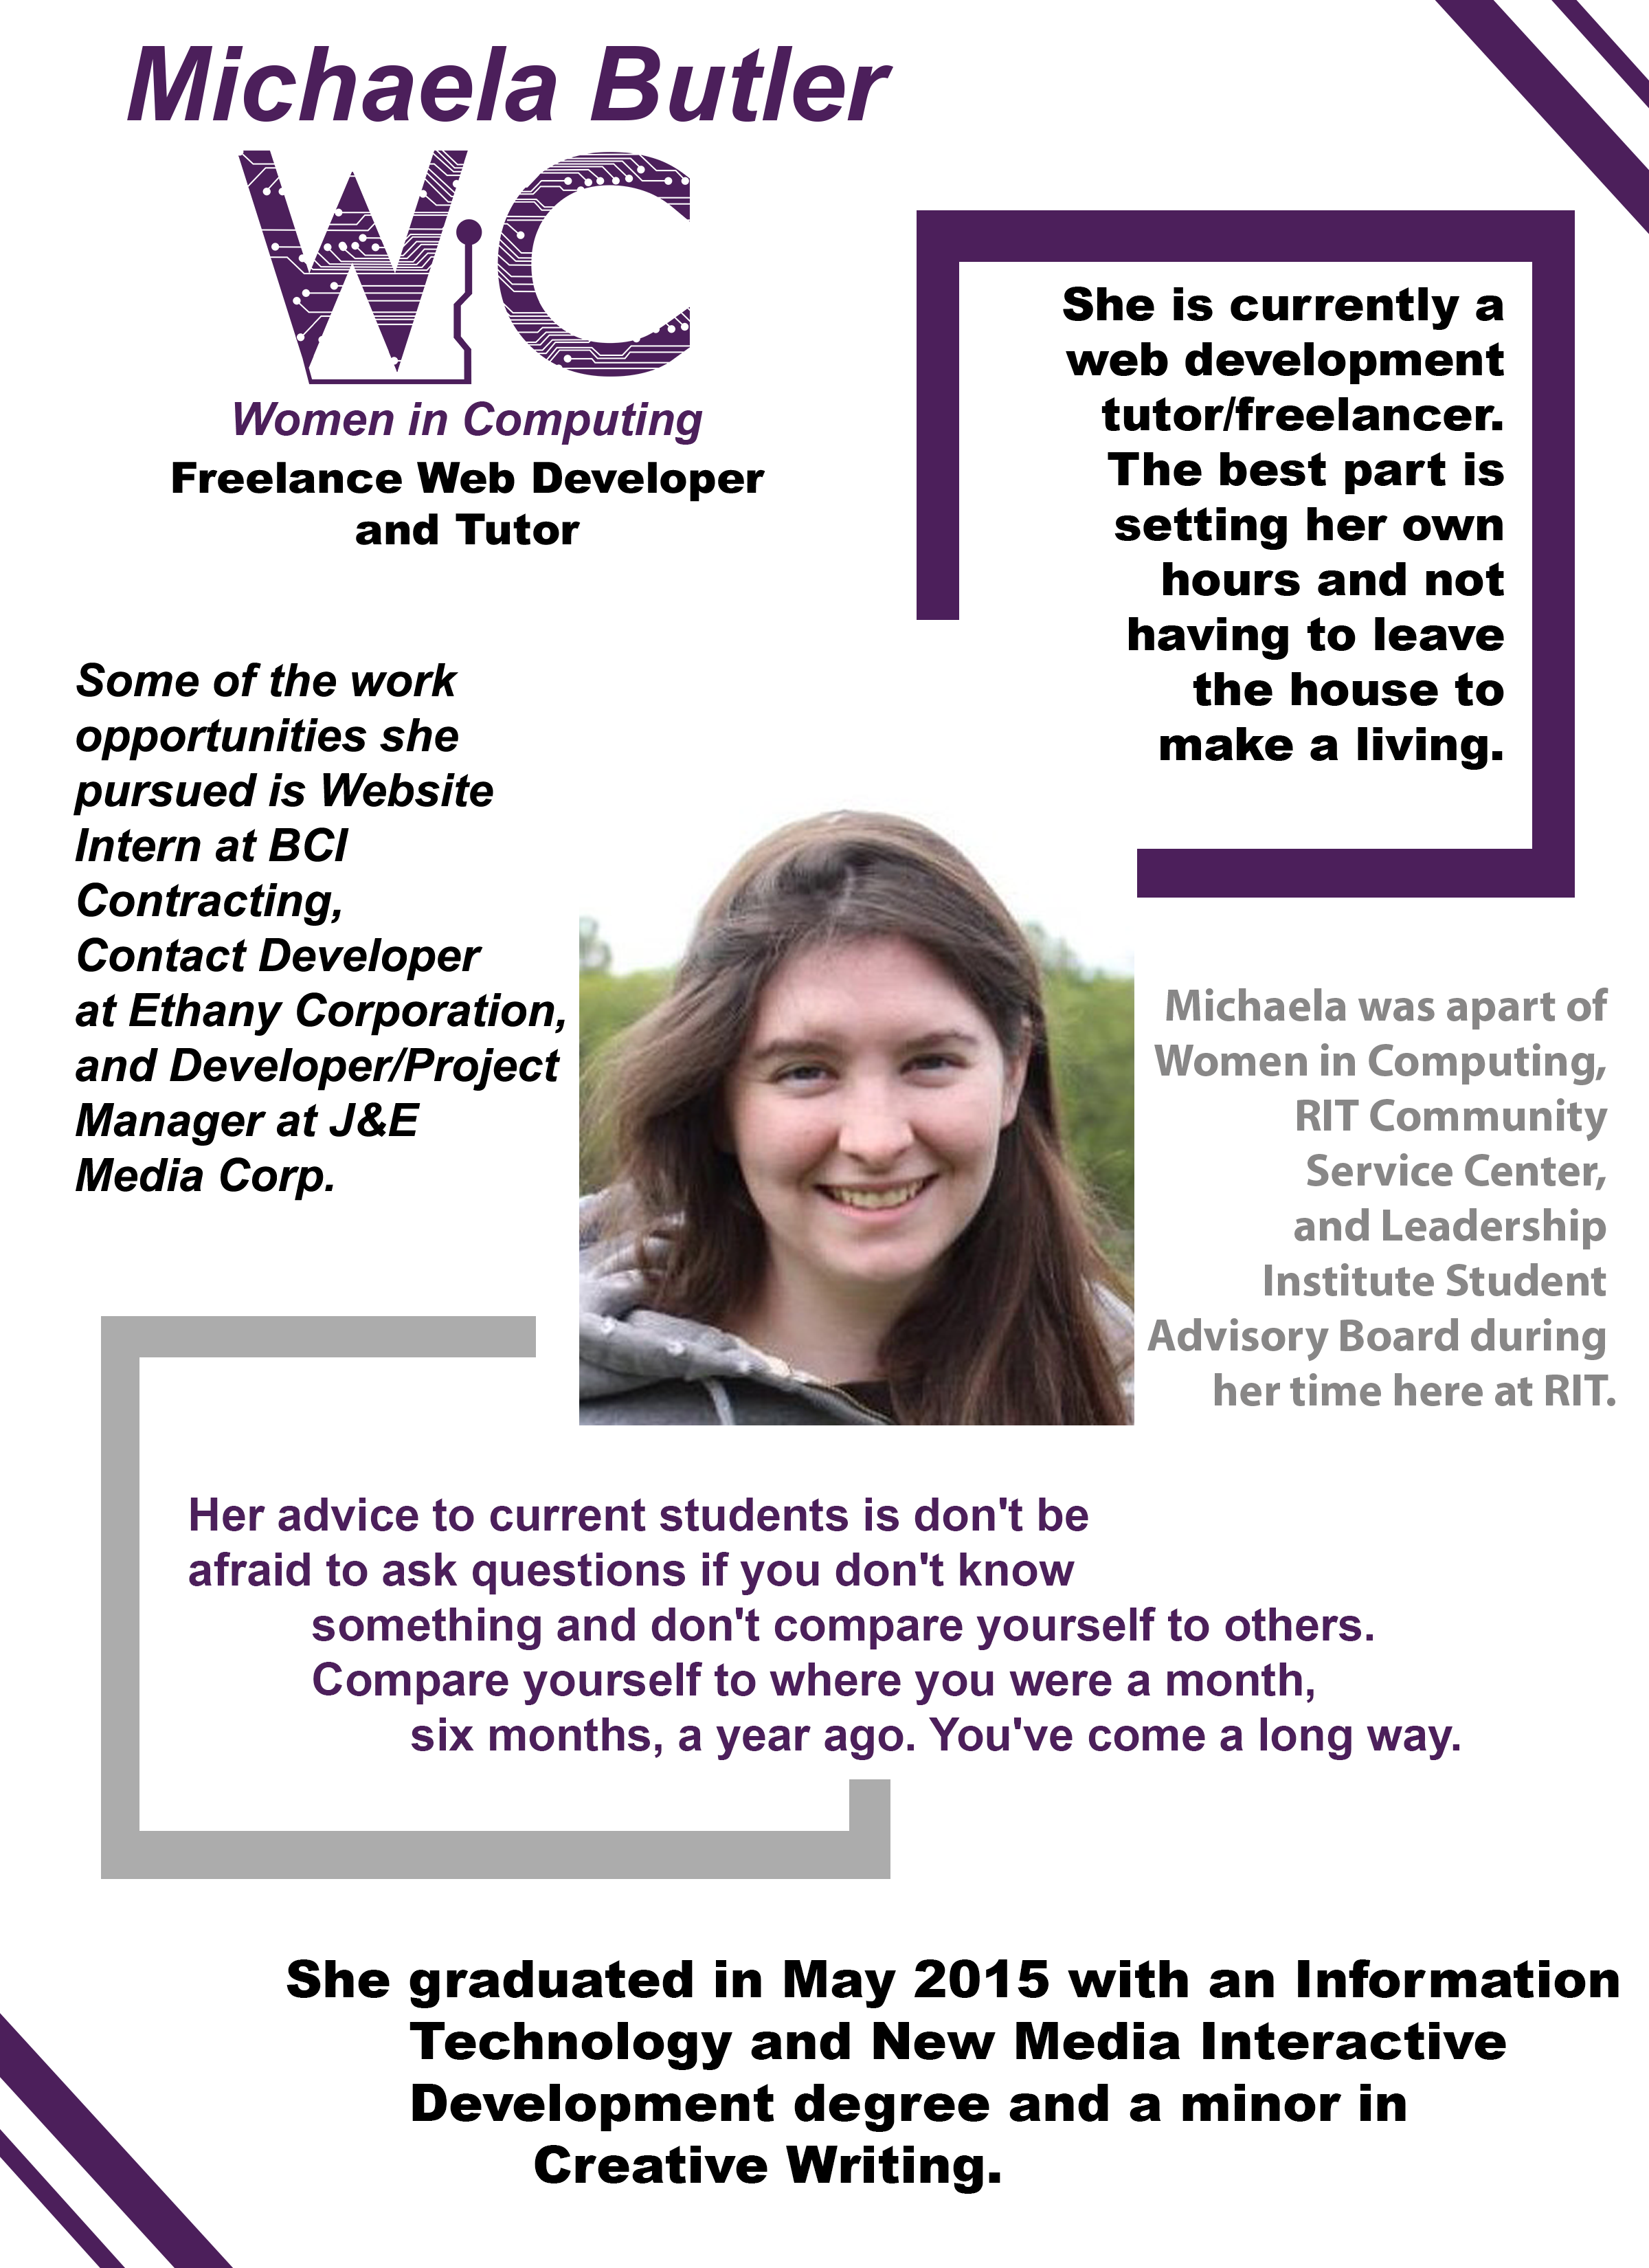 Michaela Butler
WiC
Women in Computing
Freelance Web Developer
and Tutor
She is currently a
web development
tutor/freelancer.
The best part is
setting her own
hours and not
having to leave
the house to
make a living.
Some of the work
opportunities she
pursued is Website
Intern at BCI
Contracting,
Contact Developer
at Ethany Corporation,
and Developer/Project
Manager at J&E
Media Corp.
Michaela was apart of
Women in Computing,
RIT Community
Service Center,
and Leadership
Institute Student
Advisory Board during
her time here at RIT.
Her advice to current students is don't be
afraid to ask questions if you don't know
something and don't compare yourself to others.
Compare yourself to where you were a month,
six months, a year ago. You've come a long way.
She graduated in May 2015 with an Information
Technology and New Media Interactive
Development degree and a minor in
Creative Writing.